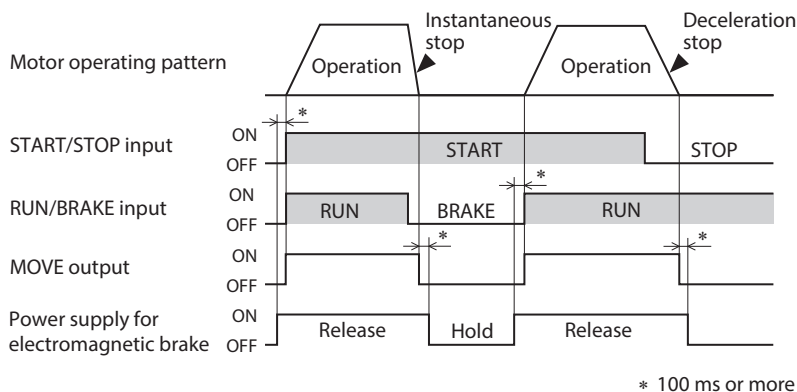 Instantaneous
stop
Deceleration
stop
Motor operating pattern
Operation
Operation
*
START/STOP input
ON
OFF
START
STOP
*
RUN/BRAKE input
ON
OFF
RUN
BRAKE
RUN
*
*
MOVE output
ON
OFF
Power supply for
electromagnetic brake
ON
OFF
Release
Hold
Release
* 100 ms or more